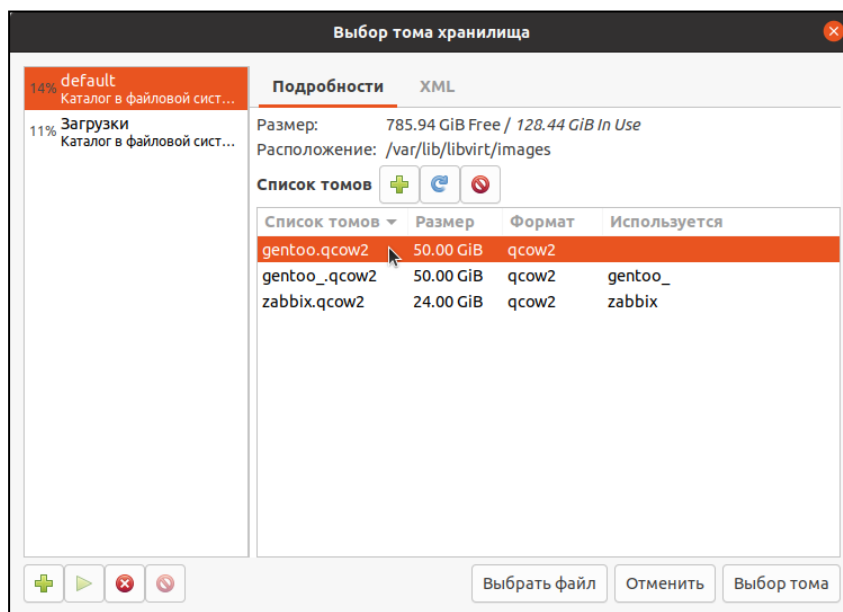 Выбор тома хранилища
14% default
Каталог в файловой сист...
11% Загрузки
Каталог в файловой сист...
Подробности XML
Размер: 785.94 GiB Free / 128.44 GiB In Use
Расположение: /var/lib/libvirt/images
Список томов
Список томов Размер Формат Используется
gentoo.qcow2 50.00 GiB qcow2
gentoo_.qcow2 50.00 GiB qcow2 gentoo_
zabbix.qcow2 24.00 GiB qcow2 zabbix
Выбрать файл Отменить Выбор тома